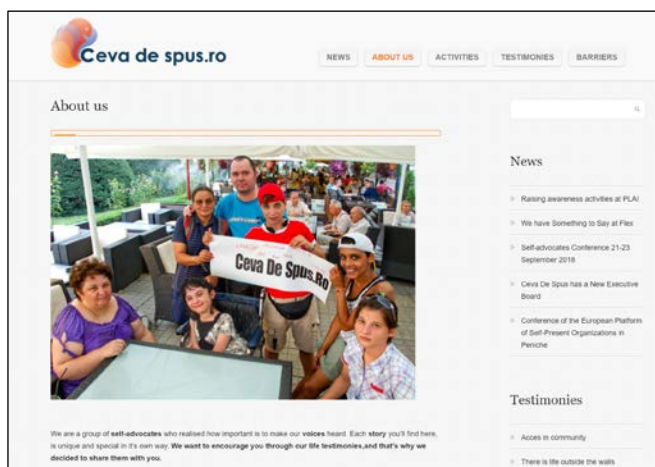 Ceva de spus.ro
NEWS
ABOUT US
ACTIVITIES
TESTIMONIES
BARRIERS
About us
Ceva De Spus.Ro
We are a group of self-advocates who realised how important is to make our voices heard. Each story you'll find here,
is unique and special in it's own way. We want to encourage you through our life testimonies,and that's why we
decided to share them with you.
News
Raising awareness activities at PLAI
We have Something to Say at Flex
Self-advocates Conference 21-23
September 2018
Ceva De Spus has a New Executive
Board
Conference of the European Platform
of Self-Present Organizations in
Peniche
Testimonies
Acces in community
There is life outside the walls